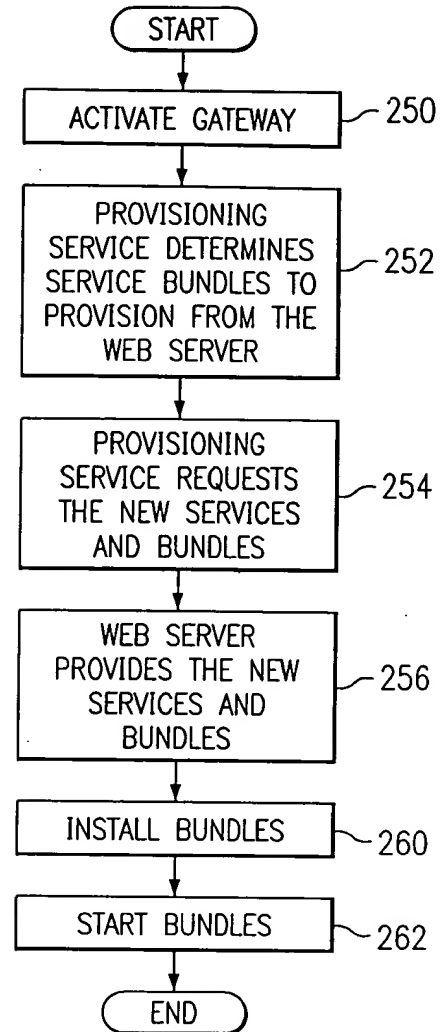 START
ACTIVATE GATEWAY
250
PROVISIONING
SERVICE DETERMINES
SERVICE BUNDLES TO
PROVISION FROM THE
WEB SERVER
252
PROVISIONING
SERVICE REQUESTS
THE NEW SERVICES
AND BUNDLES
254
WEB SERVER
PROVIDES THE NEW
SERVICES AND
BUNDLES
256
INSTALL BUNDLES
260
START BUNDLES
262
END